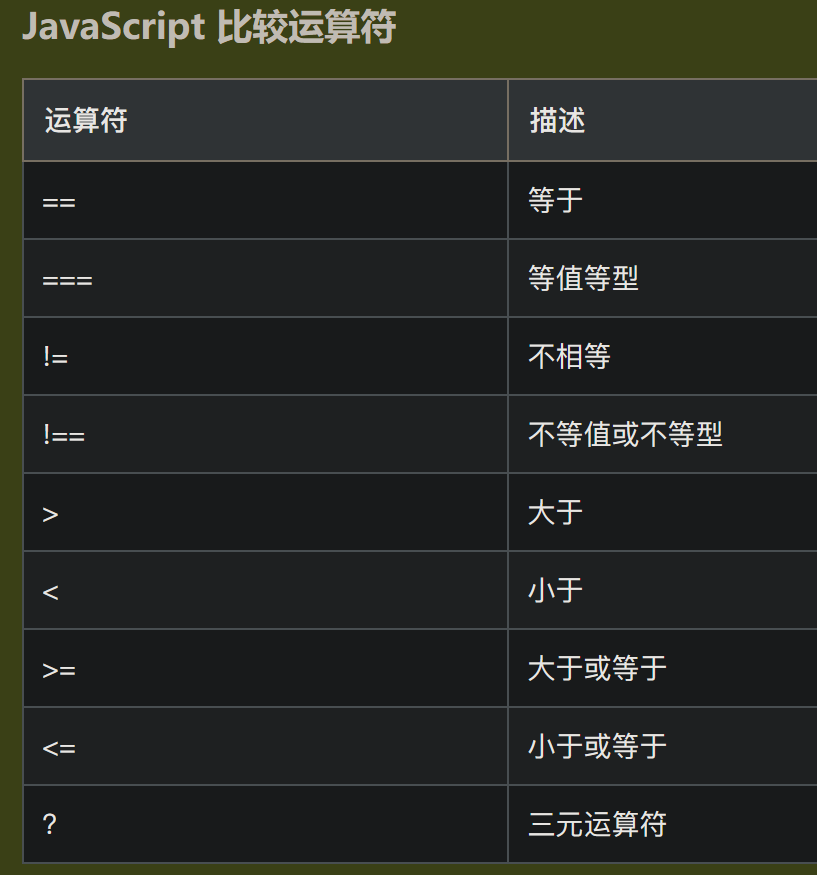 JavaScript 比较运算符
运算符 描述
== 等于
=== 等值等型
!= 不相等
!== 不等值或不等型
> 大于
< 小于
>= 大于或等于
<= 小于或等于
? 三元运算符